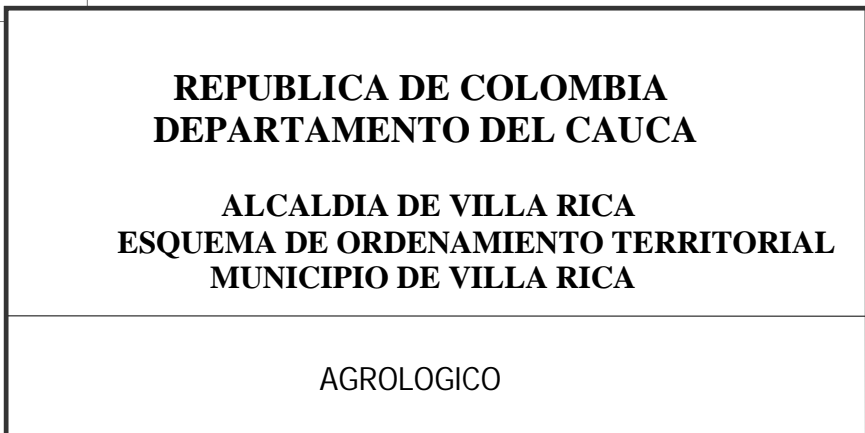 REPUBLICA DE COLOMBIA
DEPARTAMENTO DEL CAUCA
ALCALDIA DE VILLA RICA
ESQUEMA DE ORDENAMIENTO TERRITORIAL
MUNICIPIO DE VILLA RICA
AGROLOGICO